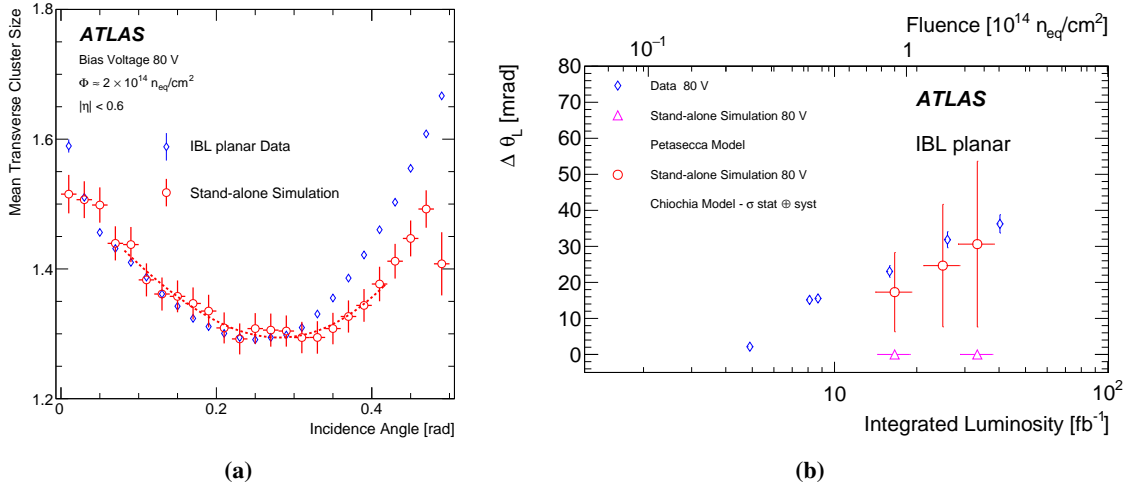 Mean Transverse Cluster Size
1.8
1.6
1.4
1.2
ATLAS
Bias Voltage 80 V
Φ ≃ 2 × 10¹⁴ n_eq/cm²
|η| < 0.6
IBL planar Data
Stand-alone Simulation
0 0.2 0.4
Incidence Angle [rad]
(a)
Fluence [10¹⁴ n_eq/cm²]
10⁻¹ 1
Δ θ_L [mrad]
80
70
60
50
40
30
20
10
0
Data 80 V
Stand-alone Simulation 80 V
Petasecca Model
Stand-alone Simulation 80 V
Chiochia Model - σ stat ⊕ syst
ATLAS
IBL planar
10 10²
Integrated Luminosity [fb⁻¹]
(b)